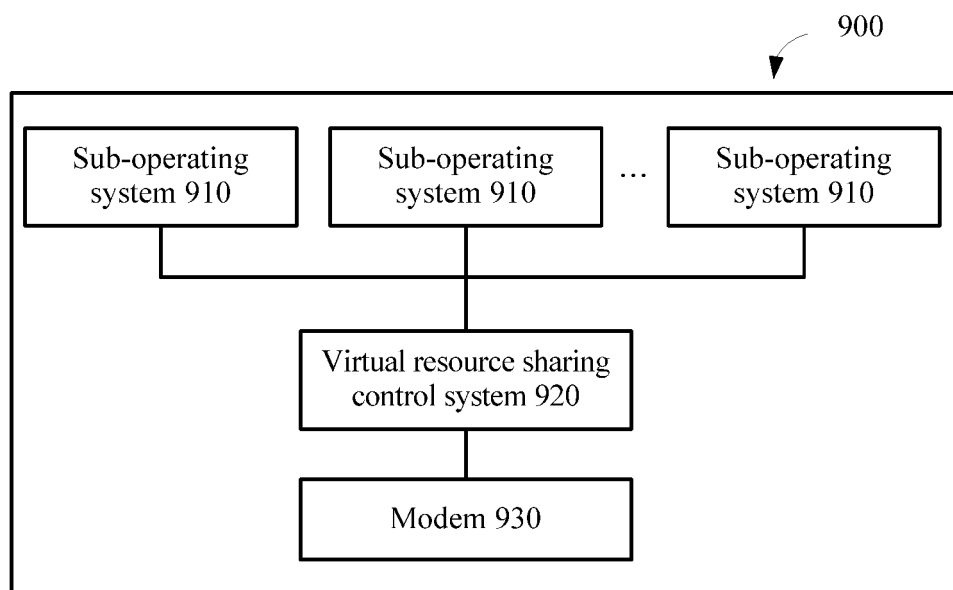 900
Sub-operating
system 910
Sub-operating
system 910
...
Sub-operating
system 910
Virtual resource sharing
control system 920
Modem 930